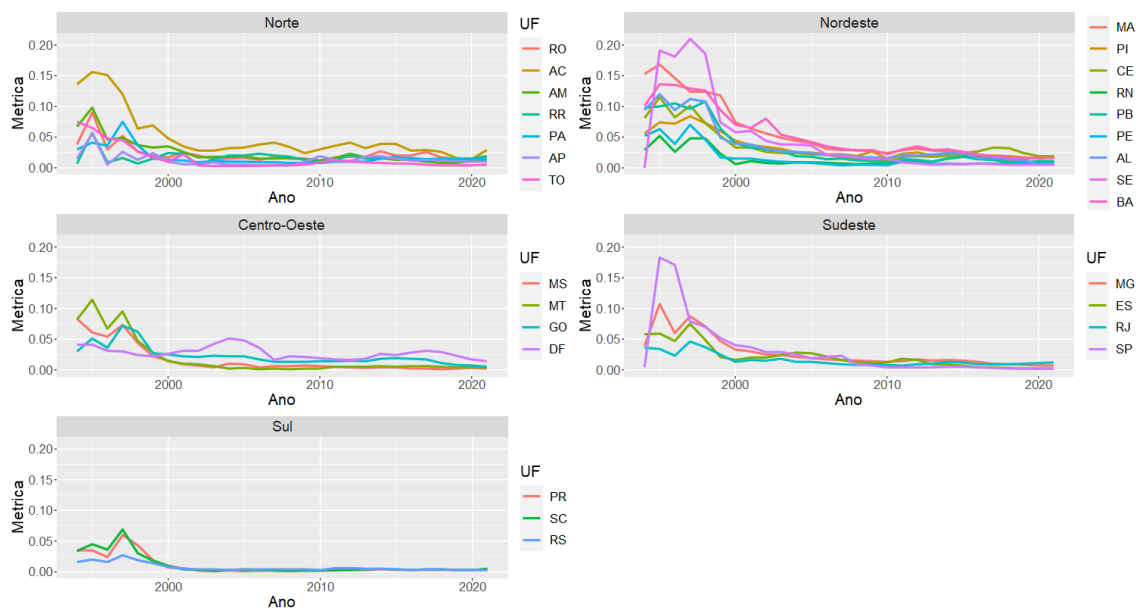 Norte
Metrica
0.20
0.15
0.10
0.05
0.00
2000
2010
2020
Ano
UF
RO
AC
AM
RR
PA
AP
TO
Nordeste
Metrica
0.20
0.15
0.10
0.05
0.00
2000
2010
2020
Ano
MA
PI
CE
RN
PB
PE
AL
SE
BA
Centro-Oeste
Metrica
0.20
0.15
0.10
0.05
0.00
2000
2010
2020
Ano
UF
MS
MT
GO
DF
Sudeste
Metrica
0.20
0.15
0.10
0.05
0.00
2000
2010
2020
Ano
UF
MG
ES
RJ
SP
Sul
Metrica
0.20
0.15
0.10
0.05
0.00
2000
2010
2020
Ano
UF
PR
SC
RS